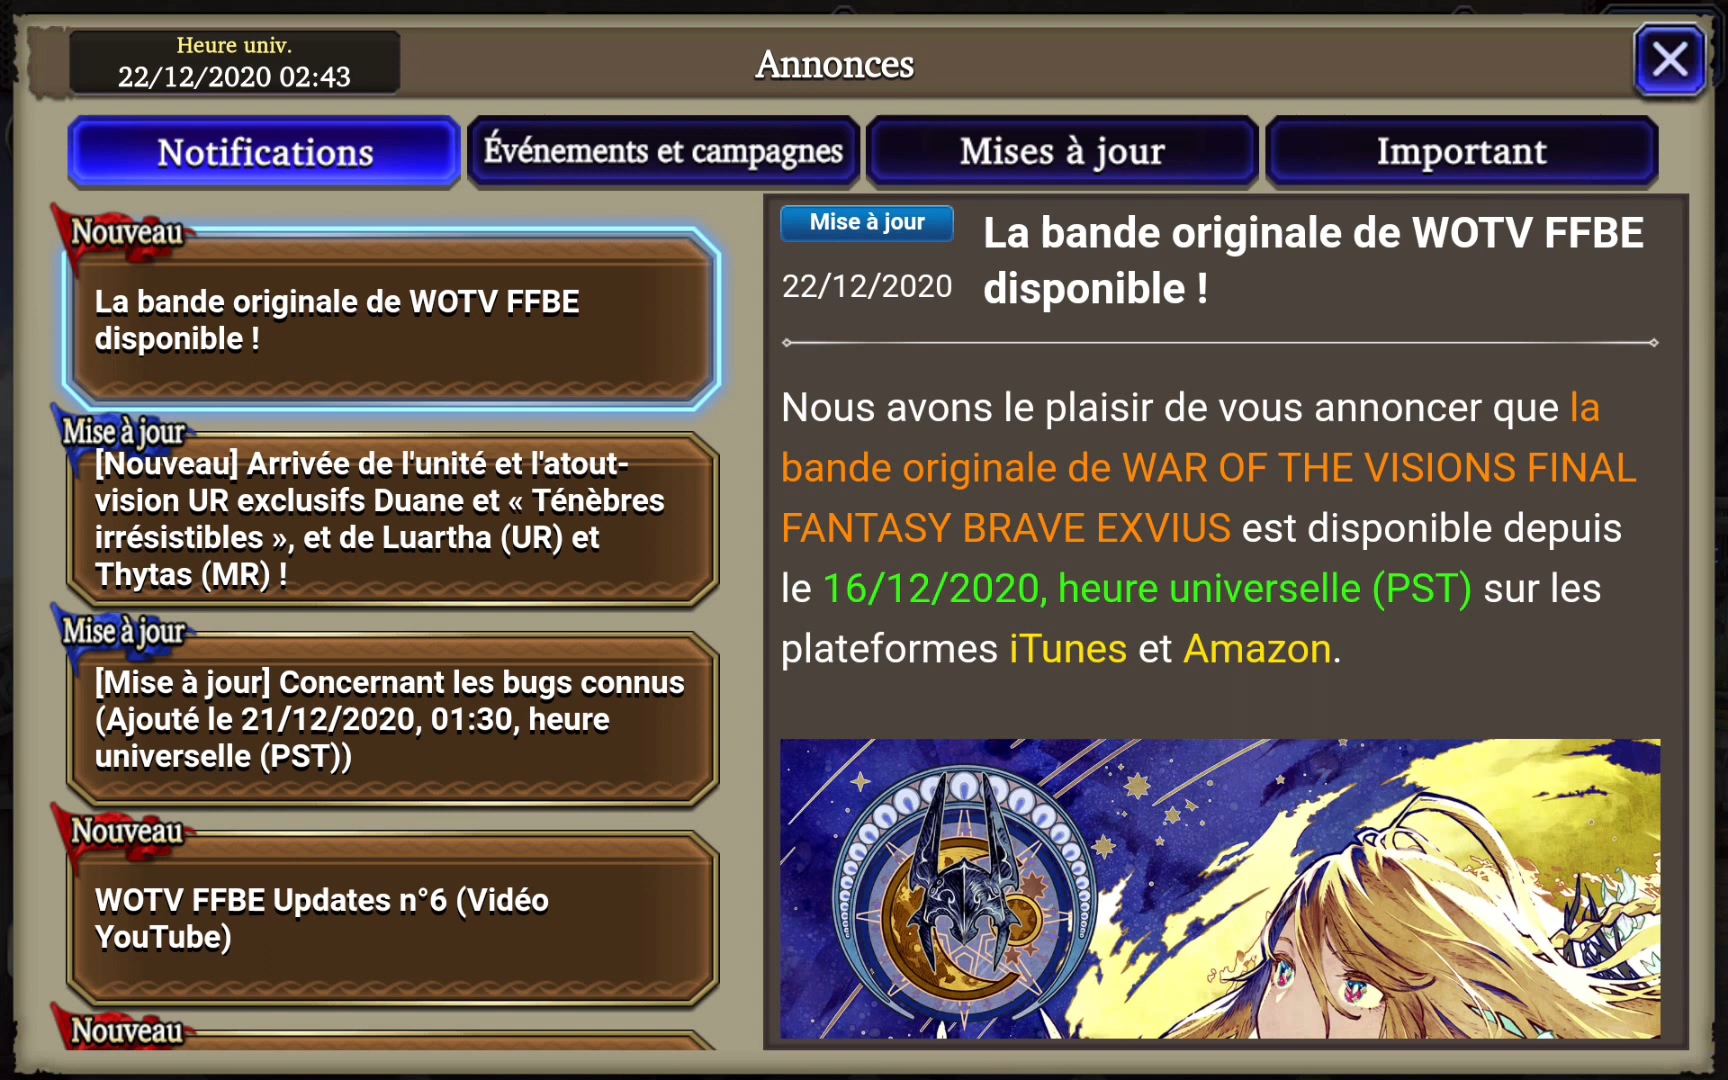 Heure univ.
22/12/2020 02:43
Annonces
Notifications
Événements et campagnes
Mises à jour
Important
Nouveau
La bande originale de WOTV FFBE
disponible !
Mise à jour
[Nouveau] Arrivée de l'unité et l'atout-
vision UR exclusifs Duane et « Ténèbres
irrésistibles », et de Luartha (UR) et
Thytas (MR) !
Mise à jour
[Mise à jour] Concernant les bugs connus
(Ajouté le 21/12/2020, 01:30, heure
universelle (PST))
Nouveau
WOTV FFBE Updates n°6 (Vidéo
YouTube)
Nouveau
Mise à jour
22/12/2020
La bande originale de WOTV FFBE
disponible !
Nous avons le plaisir de vous annoncer que la
bande originale de WAR OF THE VISIONS FINAL
FANTASY BRAVE EXVIUS est disponible depuis
le 16/12/2020, heure universelle (PST) sur les
plateformes iTunes et Amazon.